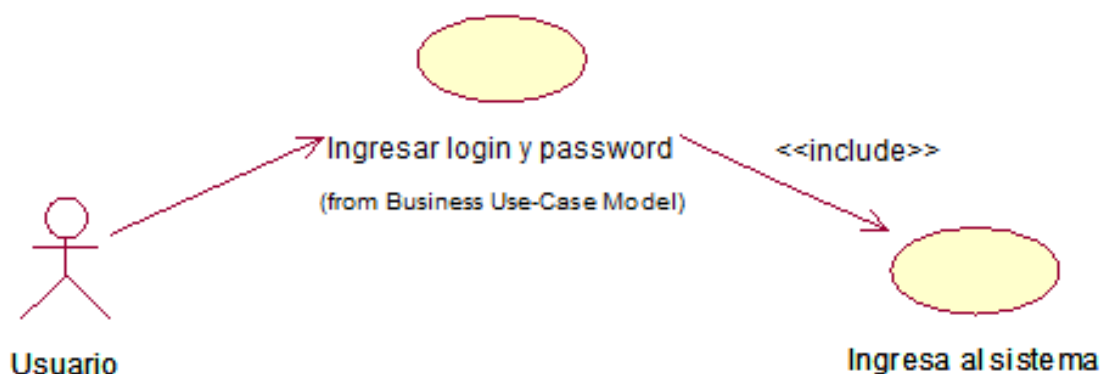 Ingresar login y password
<<include>>
(from Business Use-Case Model)
Usuario
Ingresa al sistema